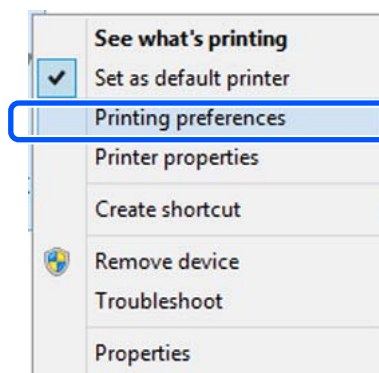 See what's printing
Set as default printer
Printing preferences
Printer properties
Create shortcut
Remove device
Troubleshoot
Properties